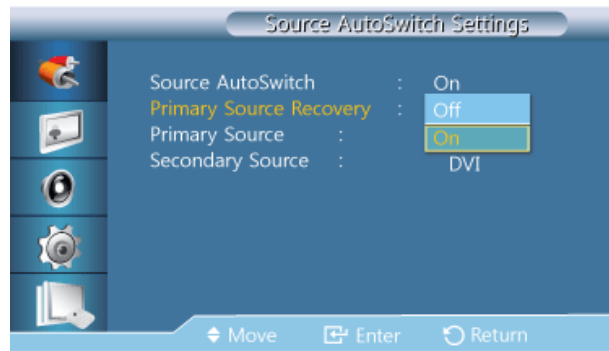 Source AutoSwitch Settings
Source AutoSwitch : On
Primary Source Recovery : Off
Primary Source : On
Secondary Source : DVI
Move Enter Return